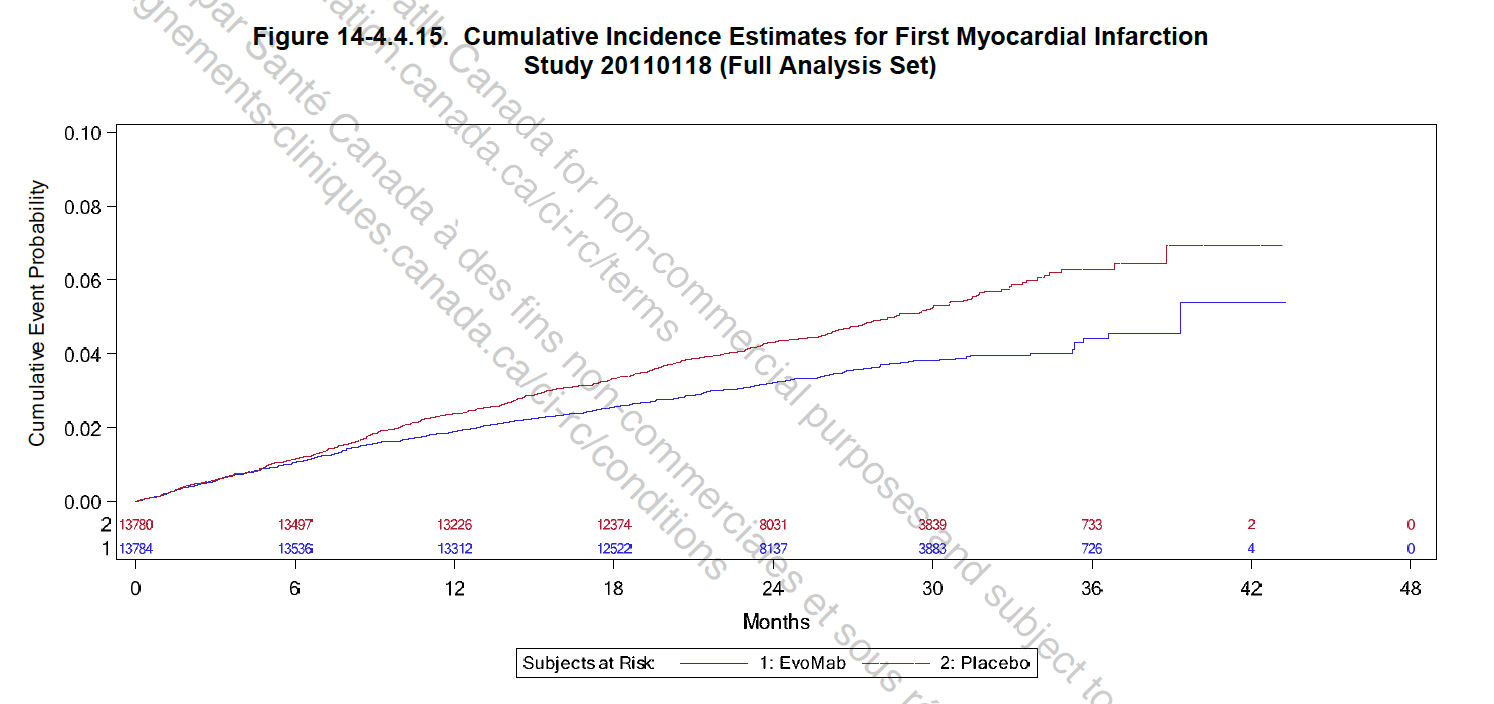 Figure 14-4.4.15. Cumulative Incidence Estimates for First Myocardial Infarction
Study 20110118 (Full Analysis Set)
Cumulative Event Probability
0.10
0.08
0.06
0.04
0.02
0.00
2 13780 13497 13226 12374 8031 3839 733 2 0
1 13784 13536 13312 12522 8137 3883 726 4 0
0 6 12 18 24 30 36 42 48
Months
Subjects at Risk: 1: EvoMab 2: Placebo
Canada for non-commercial purposes and subject to
canada.ca/ci-rc/terms
par Santé Canada à des fins non-commerciales et sous
-cliniques.canada.ca/ci-rc/conditions